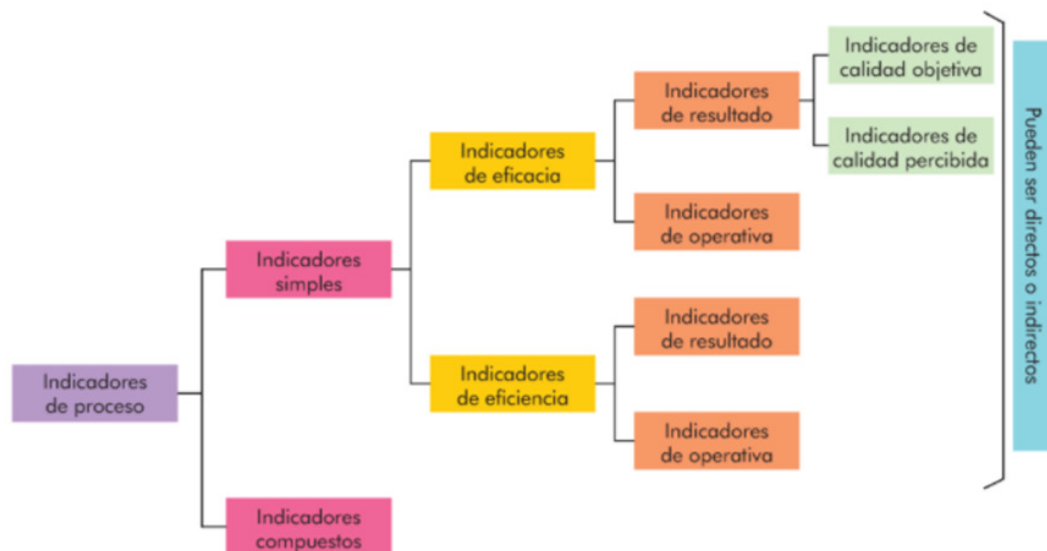 Indicadores
de proceso
Indicadores
simples
Indicadores
compuestos
Indicadores
de eficacia
Indicadores
de eficiencia
Indicadores
de resultado
Indicadores
de operativa
Indicadores
de resultado
Indicadores
de operativa
Indicadores de
calidad objetiva
Indicadores de
calidad percibida
Pueden ser directos o indirectos